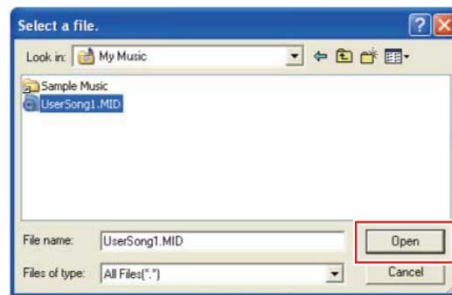 Select a file.
Look in: My Music
Sample Music
UserSong1.MID
File name: UserSong1.MID Open
Files of type: All Files(*.*) Cancel